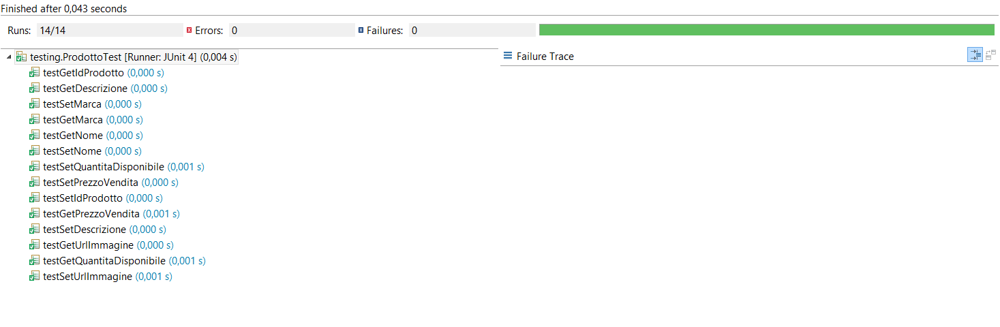 Finished after 0,043 seconds
Runs: 14/14 Errors: 0 Failures: 0
testing.ProdottoTest [Runner: JUnit 4] (0,004 s)
Failure Trace
testGetIdProdotto (0,000 s)
testGetDescrizione (0,000 s)
testSetMarca (0,000 s)
testGetMarca (0,000 s)
testGetNome (0,000 s)
testSetNome (0,000 s)
testSetQuantitaDisponibile (0,001 s)
testSetPrezzoVendita (0,000 s)
testSetIdProdotto (0,000 s)
testGetPrezzoVendita (0,001 s)
testSetDescrizione (0,000 s)
testGetUrlImmagine (0,000 s)
testGetQuantitaDisponibile (0,001 s)
testSetUrlImmagine (0,001 s)